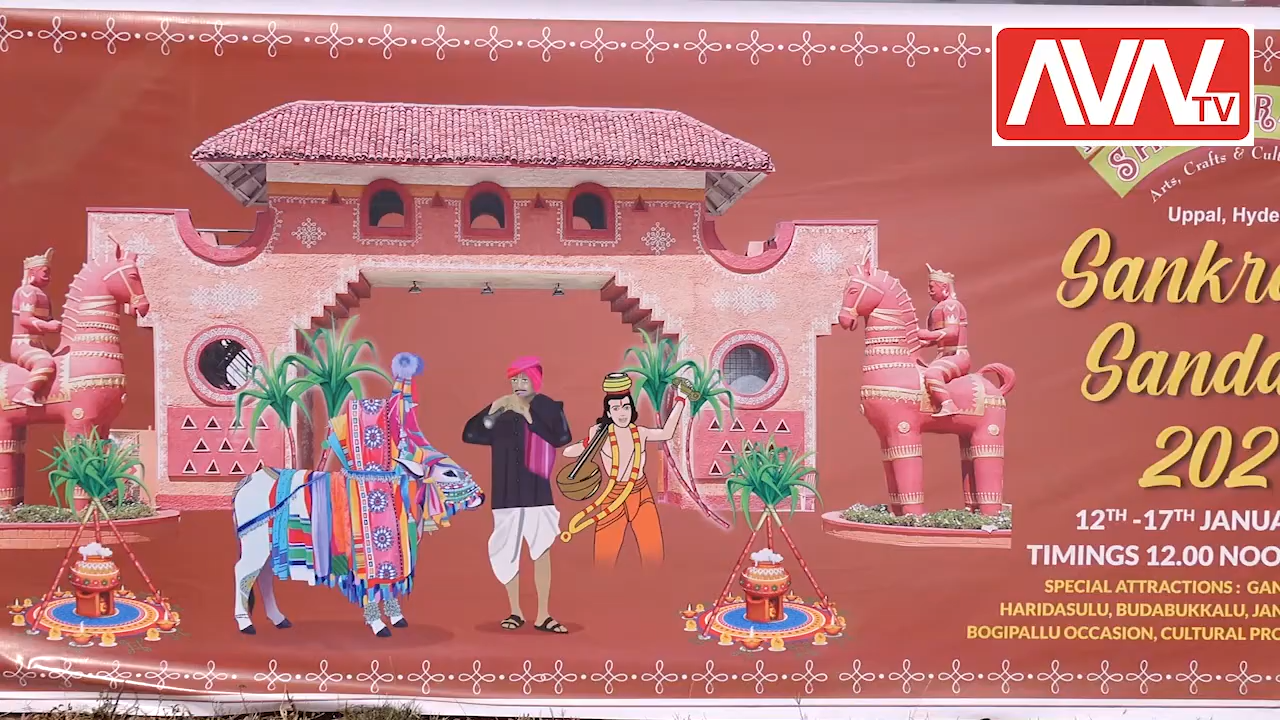 AVAL
TV
Arts, Crafts & Cul
Uppal, Hyde
Sankr
Sanda
202
12TH -17TH JANUA
TIMINGS 12.00 NOO
SPECIAL ATTRACTIONS : GAN
HARIDASULU, BUDABUKKALU, JAN
BOGIPALLU OCCASION, CULTURAL PRO